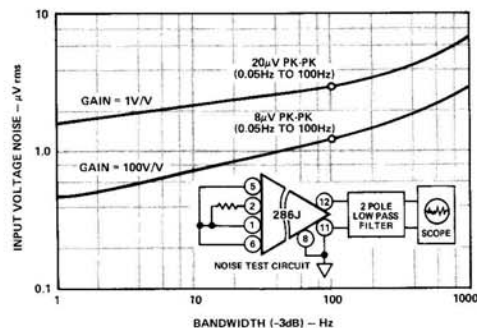 INPUT VOLTAGE NOISE – µV rms
10
1.0
0.1
20µV PK-PK
(0.05Hz TO 100Hz)
GAIN = 1V/V
8µV PK-PK
(0.05Hz TO 100Hz)
GAIN = 100V/V
5
2
1
6
286J
12
11
8
2 POLE
LOW PASS
FILTER
SCOPE
NOISE TEST CIRCUIT
1
10
100
1000
BANDWIDTH (-3dB) – Hz